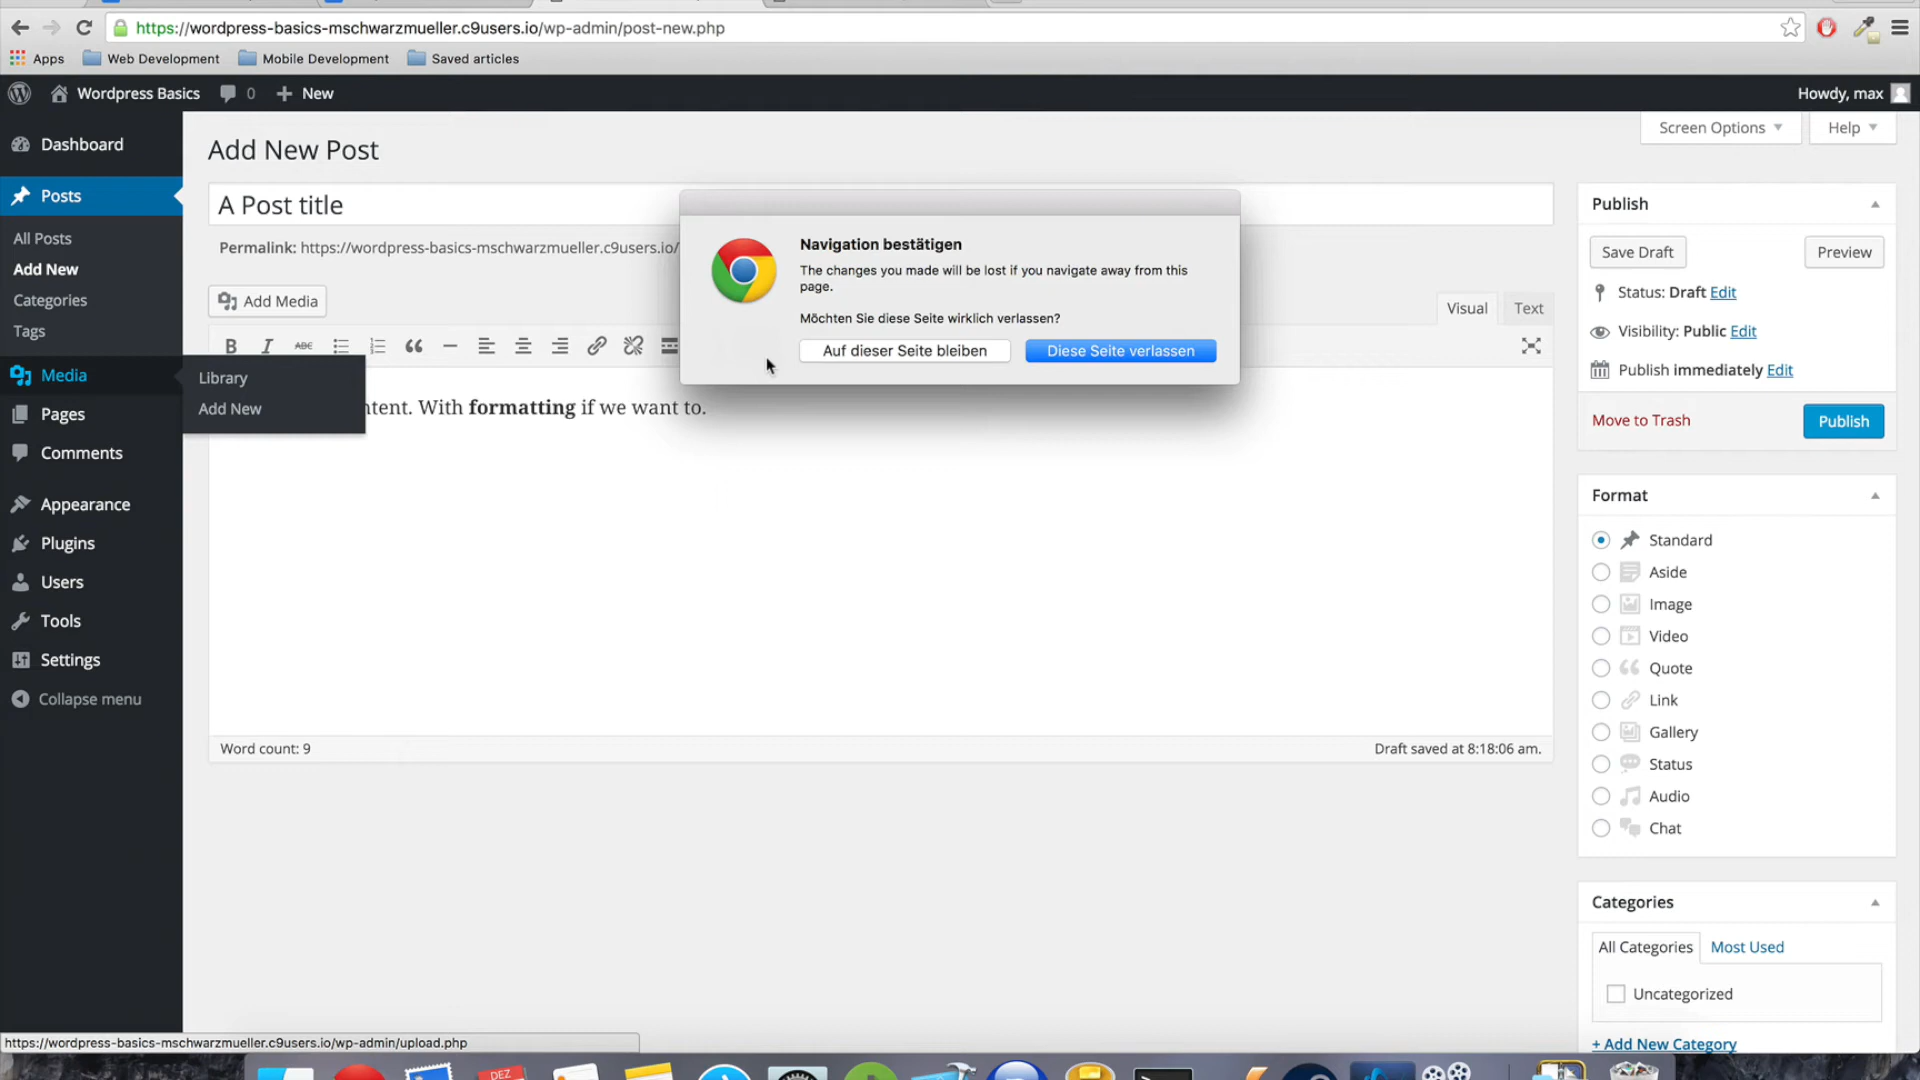 https://wordpress-basics-mschwarzmueller.c9users.io/wp-admin/post-new.php
Apps Web Development Mobile Development Saved articles
Wordpress Basics 0 New Howdy, max
Screen Options Help
Dashboard
Posts
All Posts
Add New
Categories
Tags
Media
Library
Add New
Pages
Comments
Appearance
Plugins
Users
Tools
Settings
Collapse menu
Add New Post
A Post title
Permalink: https://wordpress-basics-mschwarzmueller.c9users.io/
Add Media
Visual Text
B I ABC
ntent. With formatting if we want to.
Word count: 9
Draft saved at 8:18:06 am.
Navigation bestätigen
The changes you made will be lost if you navigate away from this
page.
Möchten Sie diese Seite wirklich verlassen?
Auf dieser Seite bleiben Diese Seite verlassen
Publish
Save Draft Preview
Status: Draft Edit
Visibility: Public Edit
Publish immediately Edit
Move to Trash Publish
Format
Standard
Aside
Image
Video
Quote
Link
Gallery
Status
Audio
Chat
Categories
All Categories Most Used
Uncategorized
+ Add New Category
https://wordpress-basics-mschwarzmueller.c9users.io/wp-admin/upload.php
DEZ